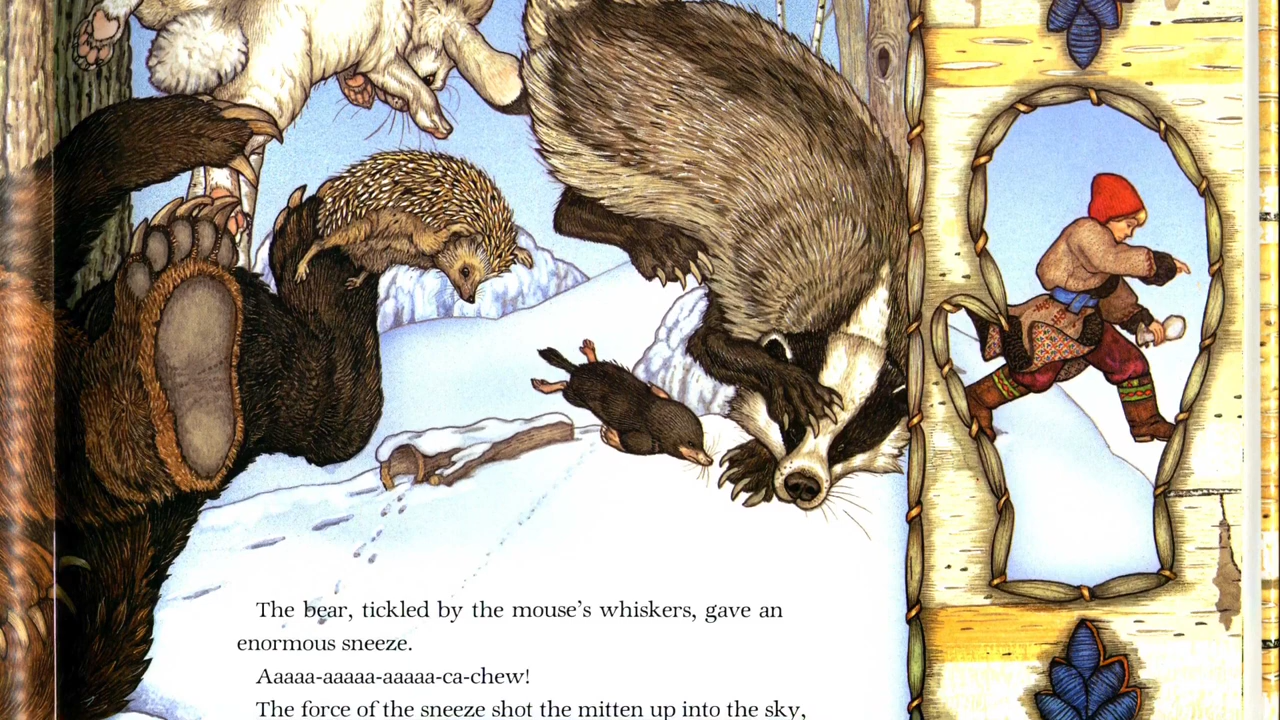 The bear, tickled by the mouse's whiskers, gave an
enormous sneeze.
Aaaaa-aaaaa-aaaaa-ca-chew!
The force of the sneeze shot the mitten up into the sky,